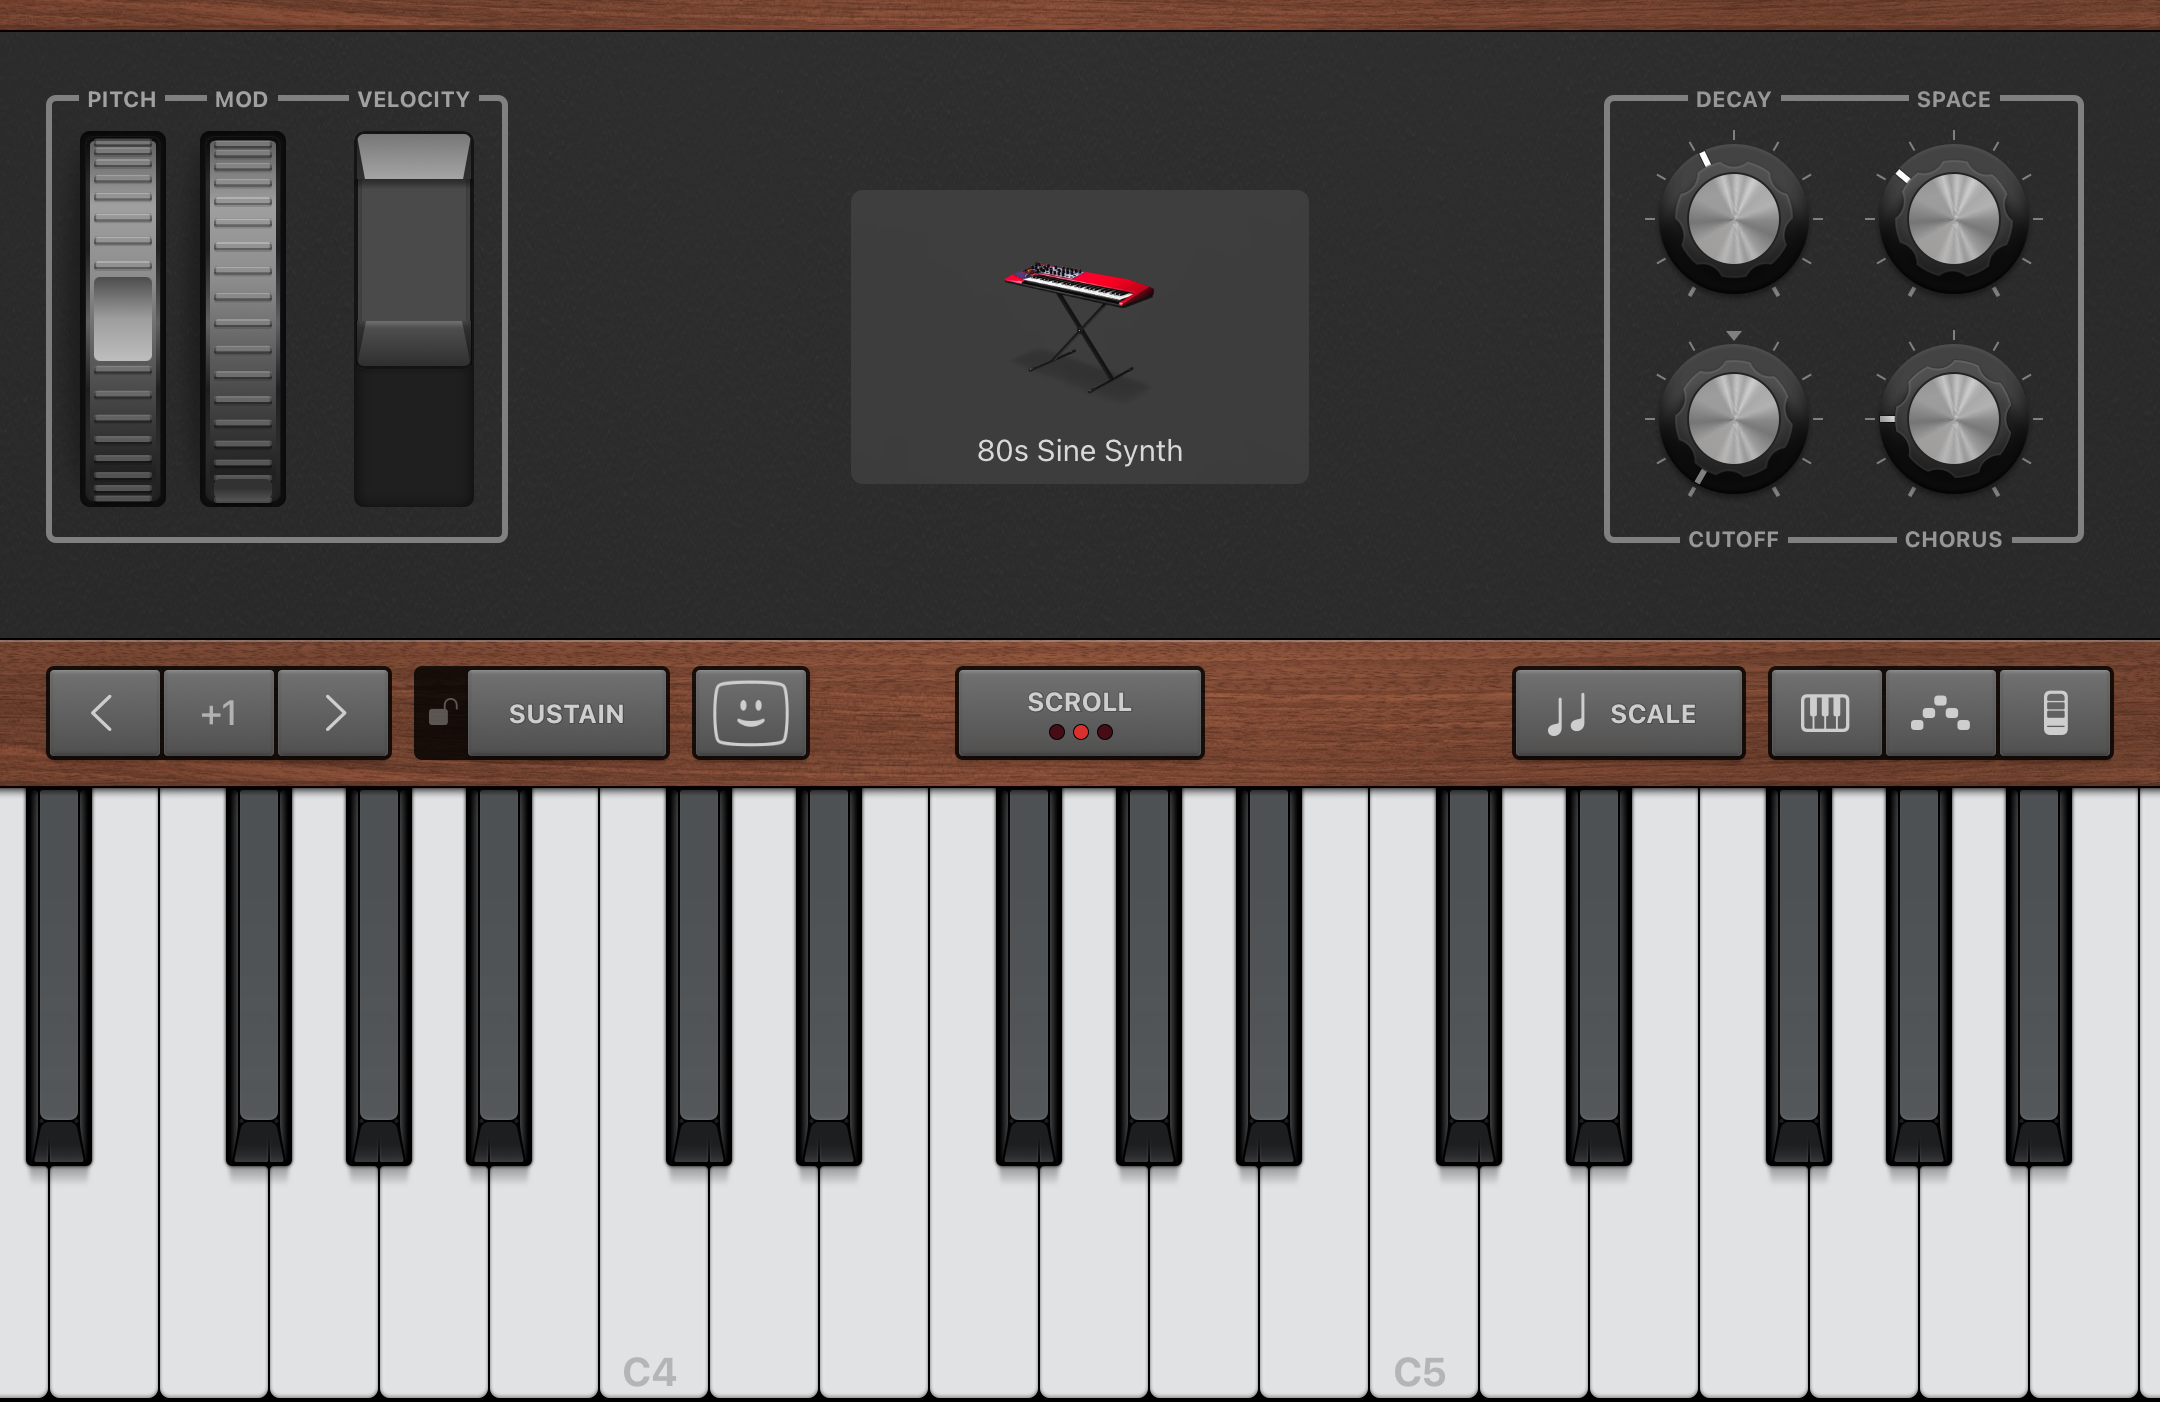 PITCH MOD VELOCITY
DECAY SPACE
80s Sine Synth
CUTOFF CHORUS
+1 SUSTAIN SCROLL SCALE
C4 C5